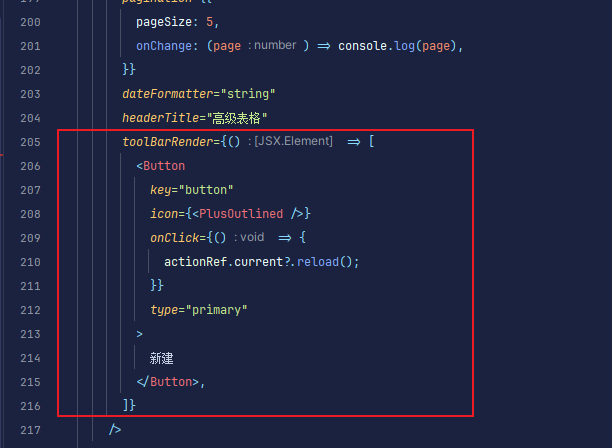 199 pagination={{
200 pageSize: 5,
201 onChange: (page : number ) => console.log(page),
202 }}
203 dateFormatter="string"
204 headerTitle="高级表格"
205 toolBarRender={() : [JSX.Element] => [
206 <Button
207 key="button"
208 icon={<PlusOutlined />}
209 onClick={() : void => {
210 actionRef.current?.reload();
211 }}
212 type="primary"
213 >
214 新建
215 </Button>,
216 ]}
217 />